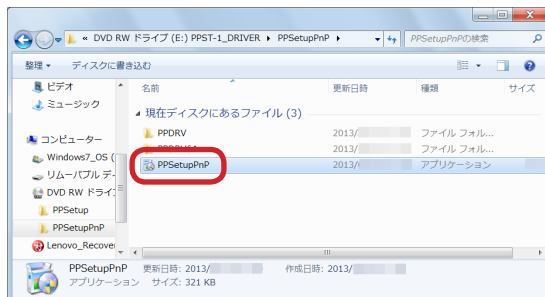 « DVD RW ドライブ (E:) PPST-1_DRIVER ▸ PPSetupPnP ▸ PPSetupPnPの検索
整理 ディスクに書き込む
名前 更新日時 種類 サイズ
現在ディスクにあるファイル (3)
PPDRV 2013/ ファイル フォル...
2013/ ファイル フォル...
PPSetupPnP 2013/ アプリケーション
ビデオ
ミュージック
コンピューター
Windows7_OS (
リムーバブル デ-
DVD RW ドライ:
PPSetup
PPSetupPnP
Lenovo_Recover
PPSetupPnP 更新日時: 2013/ 作成日時: 2013/
アプリケーション サイズ: 321 KB